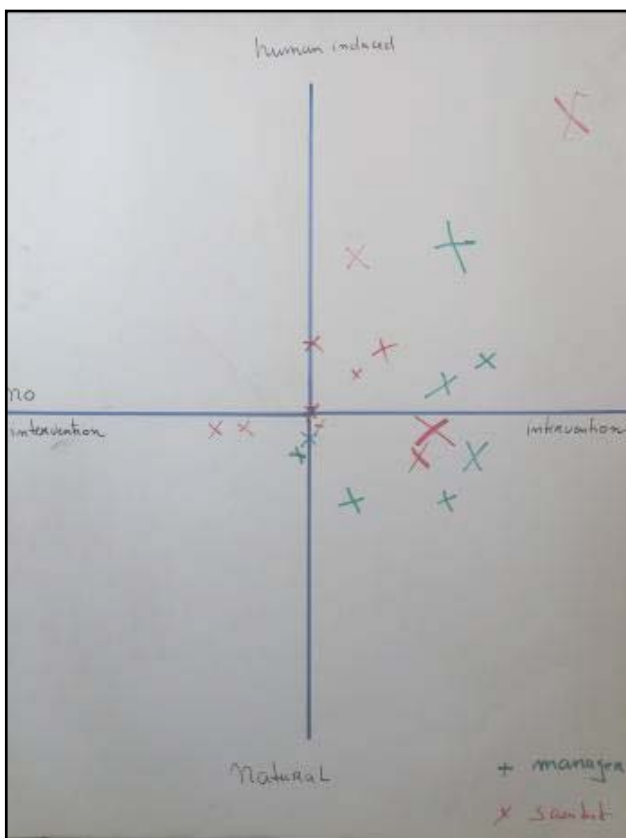 human induced
no
intervention
intervention
Natural
+ manager
x